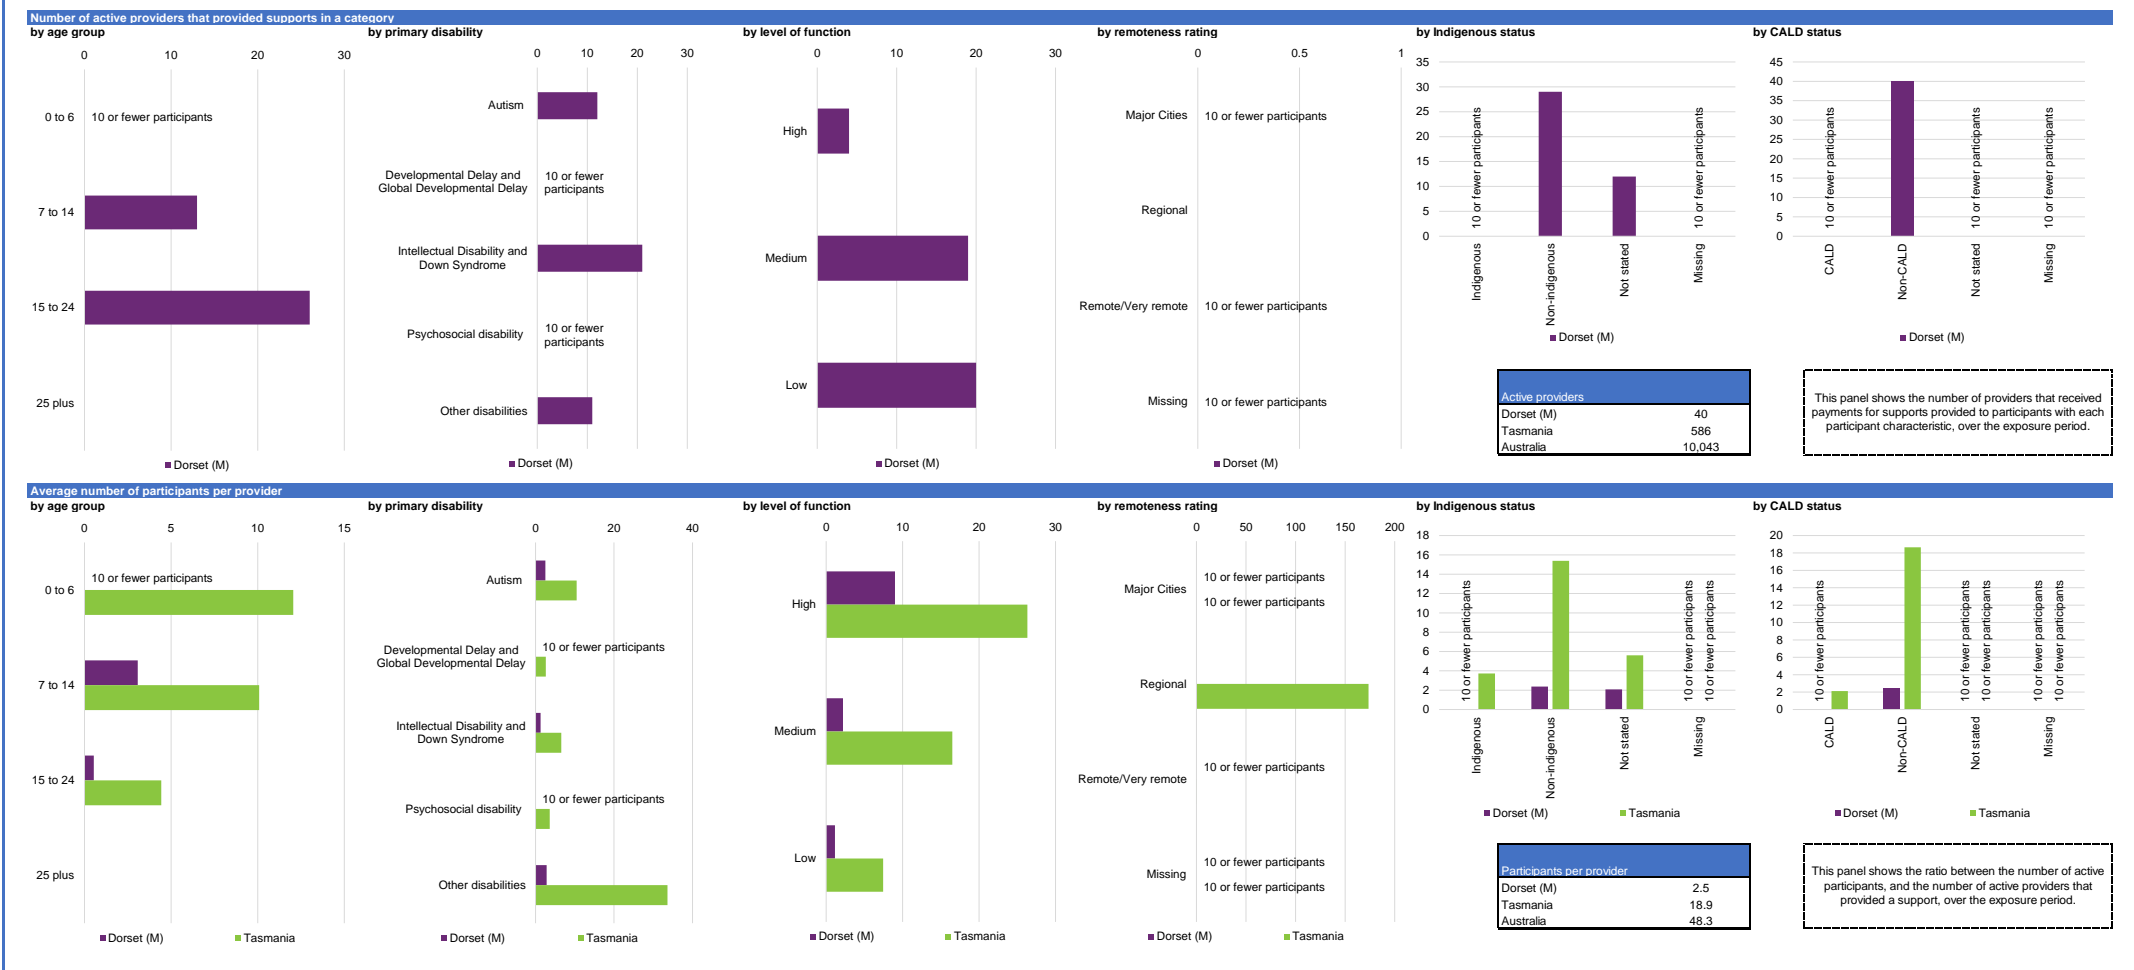 Number of active providers that provided supports in a category
by age group
0
10
20
30
0 to 6
10 or fewer participants
7 to 14
15 to 24
25 plus
Dorset (M)
by primary disability
0
10
20
30
Autism
Developmental Delay and
Global Developmental Delay
10 or fewer
participants
Intellectual Disability and
Down Syndrome
Psychosocial disability
10 or fewer
participants
Other disabilities
Dorset (M)
by level of function
0
10
20
30
High
Medium
Low
Dorset (M)
by remoteness rating
0
0.5
1
Major Cities
10 or fewer participants
Regional
Remote/Very remote
10 or fewer participants
Missing
10 or fewer participants
Dorset (M)
by Indigenous status
35
30
25
20
15
10
5
0
10 or fewer participants
10 or fewer participants
Indigenous
Non-indigenous
Not stated
Missing
Dorset (M)
by CALD status
45
40
35
30
25
20
15
10
5
0
10 or fewer participants
10 or fewer participants
10 or fewer participants
CALD
Non-CALD
Not stated
Missing
Dorset (M)
Active providers
Dorset (M) 40
Tasmania 586
Australia 10,043
This panel shows the number of providers that received
payments for supports provided to participants with each
participant characteristic, over the exposure period.
Average number of participants per provider
by age group
0
5
10
15
0 to 6
10 or fewer participants
7 to 14
15 to 24
25 plus
Dorset (M)
Tasmania
by primary disability
0
20
40
Autism
Developmental Delay and
Global Developmental Delay
10 or fewer participants
Intellectual Disability and
Down Syndrome
Psychosocial disability
10 or fewer participants
Other disabilities
Dorset (M)
Tasmania
by level of function
0
10
20
30
High
Medium
Low
Dorset (M)
Tasmania
by remoteness rating
0
50
100
150
200
Major Cities
10 or fewer participants
10 or fewer participants
Regional
Remote/Very remote
10 or fewer participants
Missing
10 or fewer participants
10 or fewer participants
Dorset (M)
Tasmania
by Indigenous status
18
16
14
12
10
8
6
4
2
0
10 or fewer participants
10 or fewer participants
10 or fewer participants
Indigenous
Non-indigenous
Not stated
Missing
Dorset (M)
Tasmania
by CALD status
20
18
16
14
12
10
8
6
4
2
0
10 or fewer participants
10 or fewer participants
10 or fewer participants
10 or fewer participants
10 or fewer participants
CALD
Non-CALD
Not stated
Missing
Dorset (M)
Tasmania
Participants per provider
Dorset (M) 2.5
Tasmania 18.9
Australia 48.3
This panel shows the ratio between the number of active
participants, and the number of active providers that
provided a support, over the exposure period.